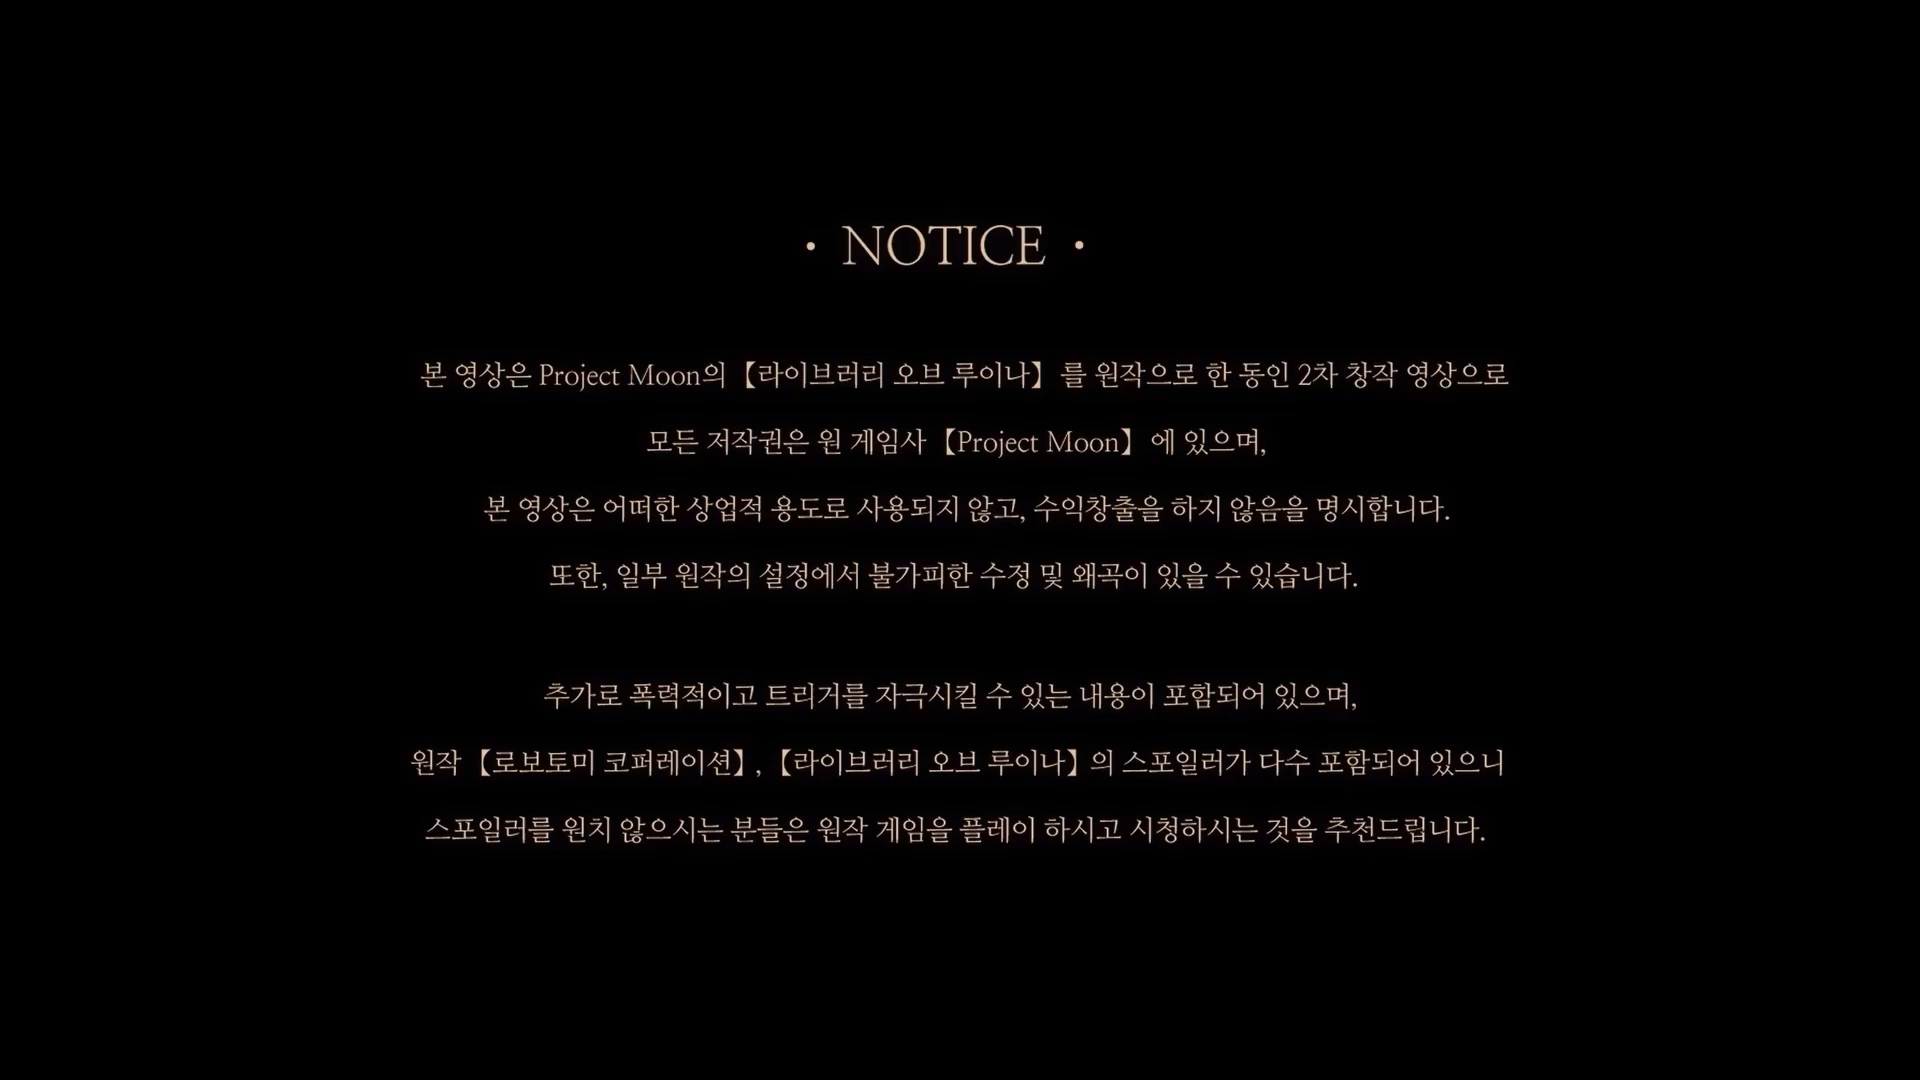 · NOTICE ·
본 영상은 Project Moon의【라이브러리 오브 루이나】를 원작으로 한 동인 2차 창작 영상으로
모든 저작권은 원 게임사【Project Moon】에 있으며,
본 영상은 어떠한 상업적 용도로 사용되지 않고, 수익창출을 하지 않음을 명시합니다.
또한, 일부 원작의 설정에서 불가피한 수정 및 왜곡이 있을 수 있습니다.
추가로 폭력적이고 트리거를 자극시킬 수 있는 내용이 포함되어 있으며,
원작【로보토미 코퍼레이션】,【라이브러리 오브 루이나】의 스포일러가 다수 포함되어 있으니
스포일러를 원치 않으시는 분들은 원작 게임을 플레이 하시고 시청하시는 것을 추천드립니다.